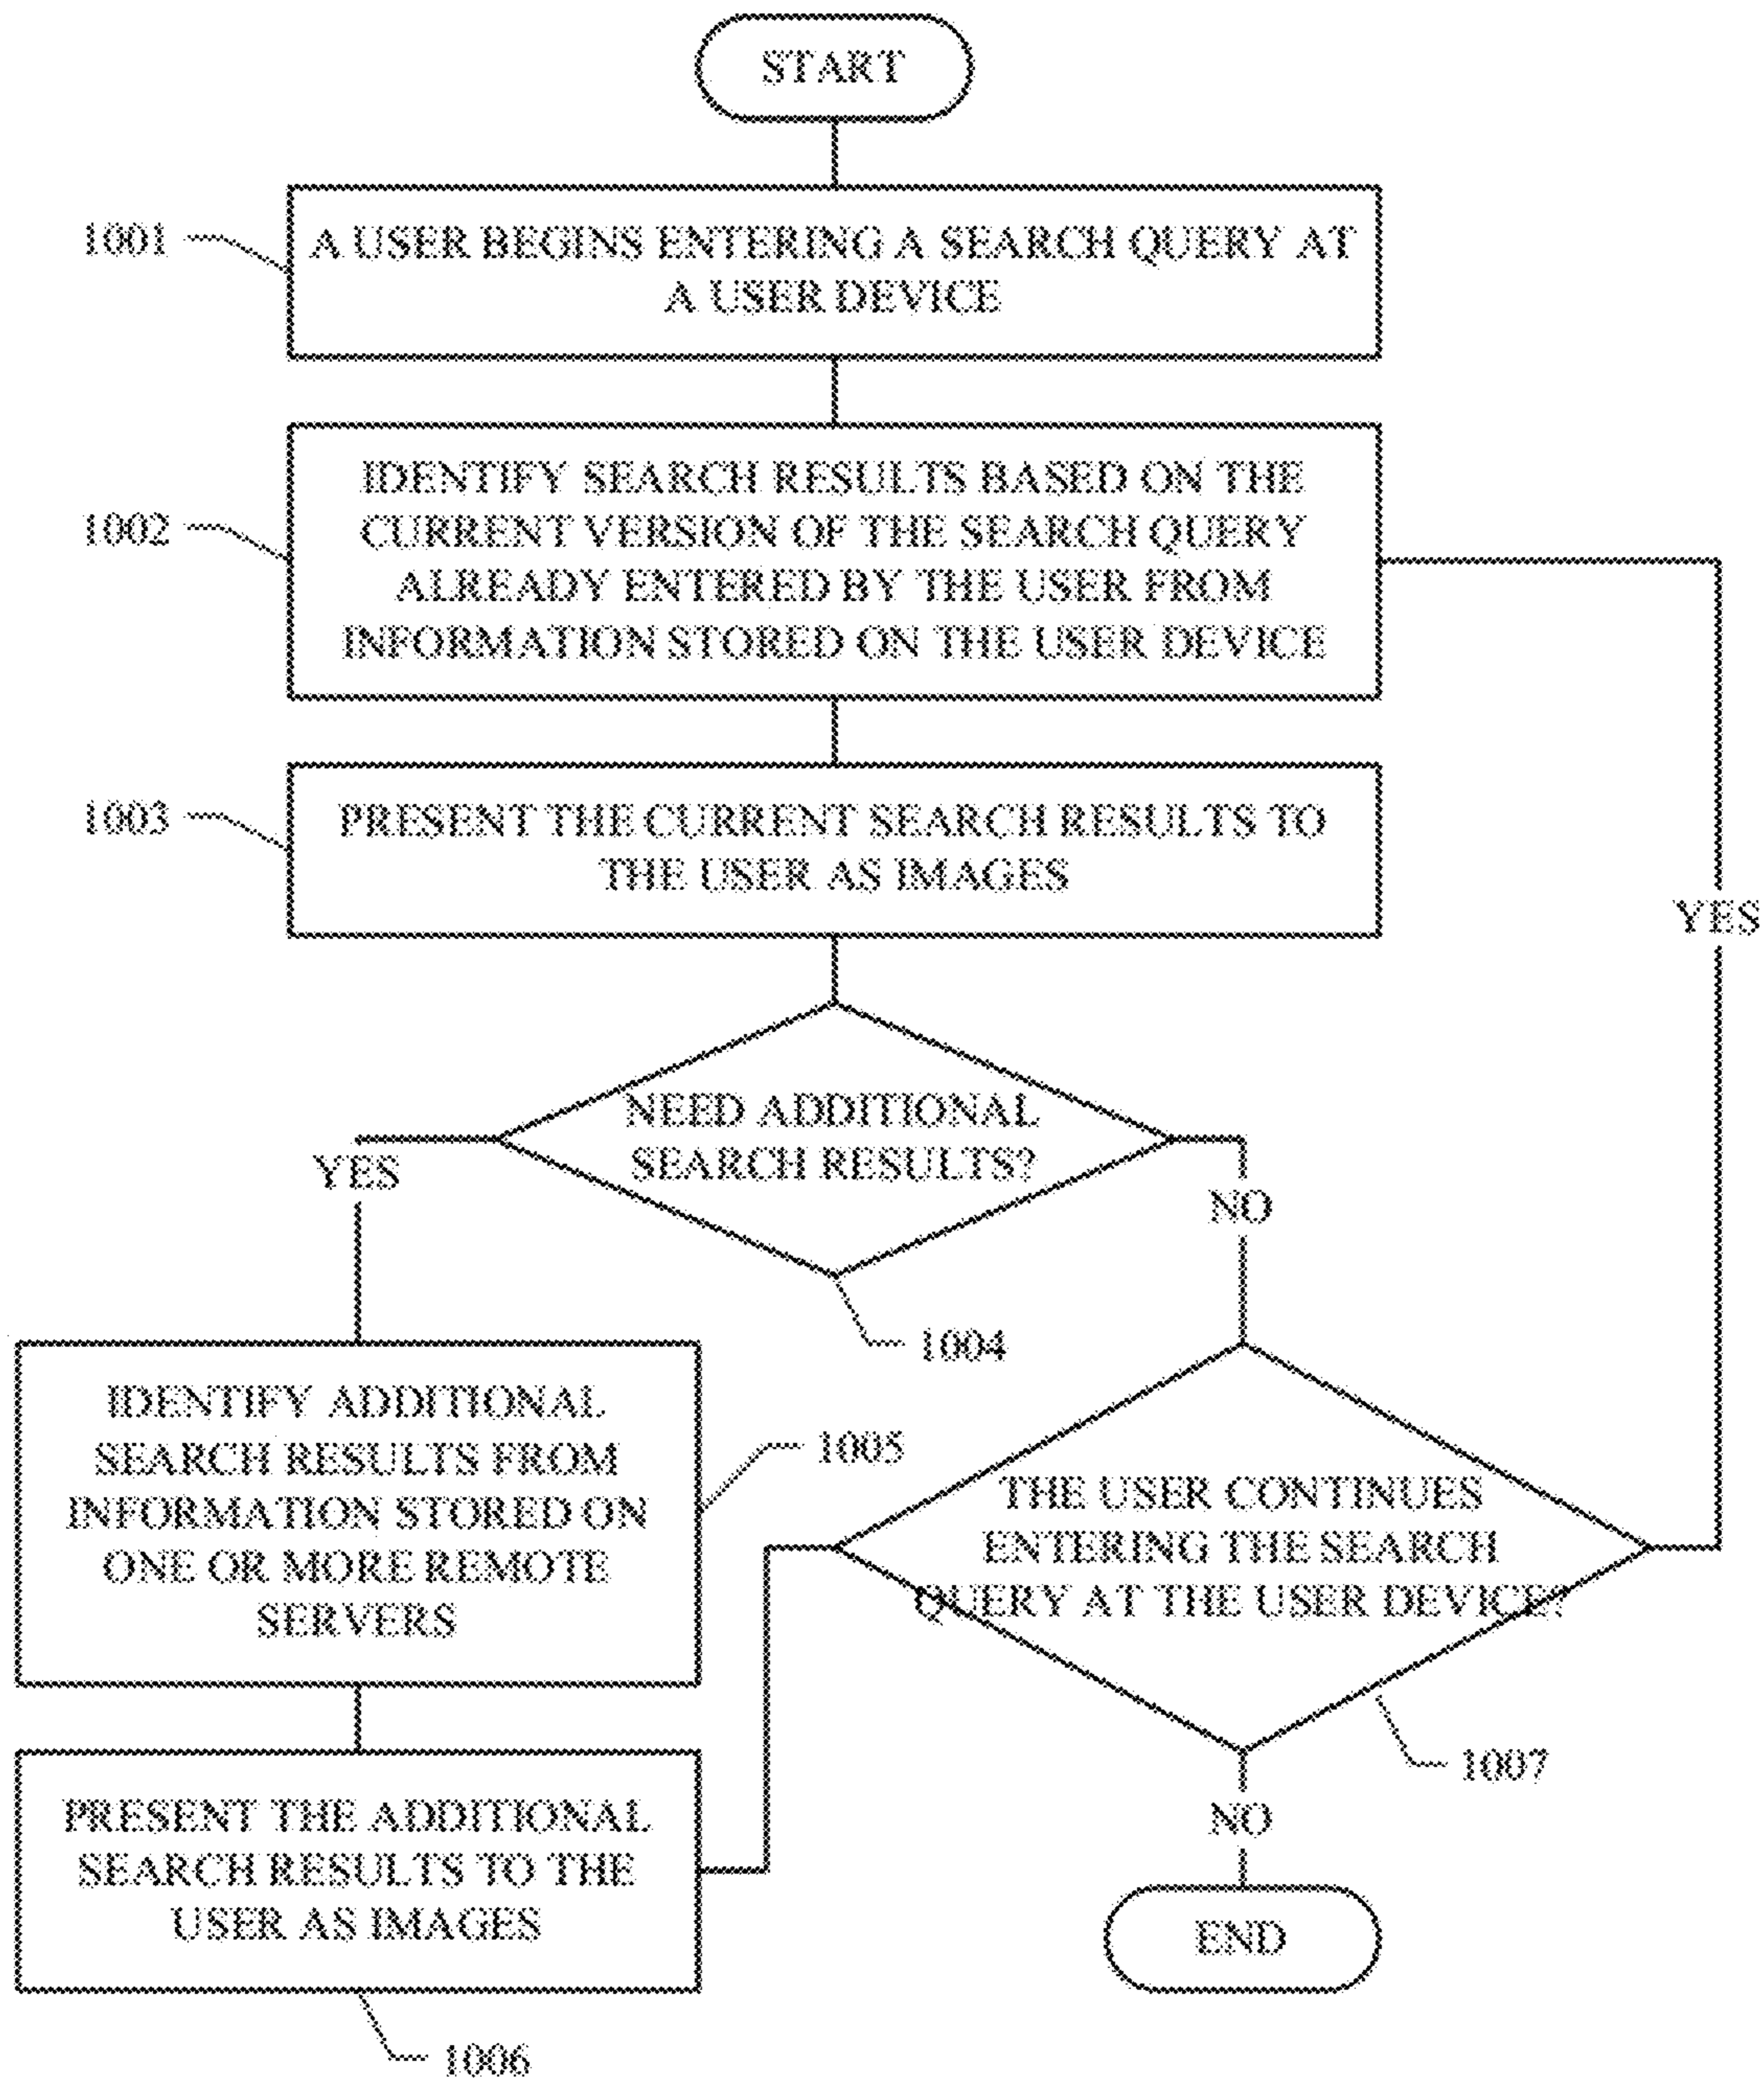 START
1001
A USER BEGINS ENTERING A SEARCH QUERY AT
A USER DEVICE
1002
IDENTIFY SEARCH RESULTS BASED ON THE
CURRENT VERSION OF THE SEARCH QUERY
ALREADY ENTERED BY THE USER FROM
INFORMATION STORED ON THE USER DEVICE
1003
PRESENT THE CURRENT SEARCH RESULTS TO
THE USER AS IMAGES
YES
NEED ADDITIONAL
SEARCH RESULTS?
YES
NO
1004
IDENTIFY ADDITIONAL
SEARCH RESULTS FROM
INFORMATION STORED ON
ONE OR MORE REMOTE
SERVERS
1005
THE USER CONTINUES
ENTERING THE SEARCH
QUERY AT THE USER DEVICE?
1007
PRESENT THE ADDITIONAL
SEARCH RESULTS TO THE
USER AS IMAGES
NO
END
1006